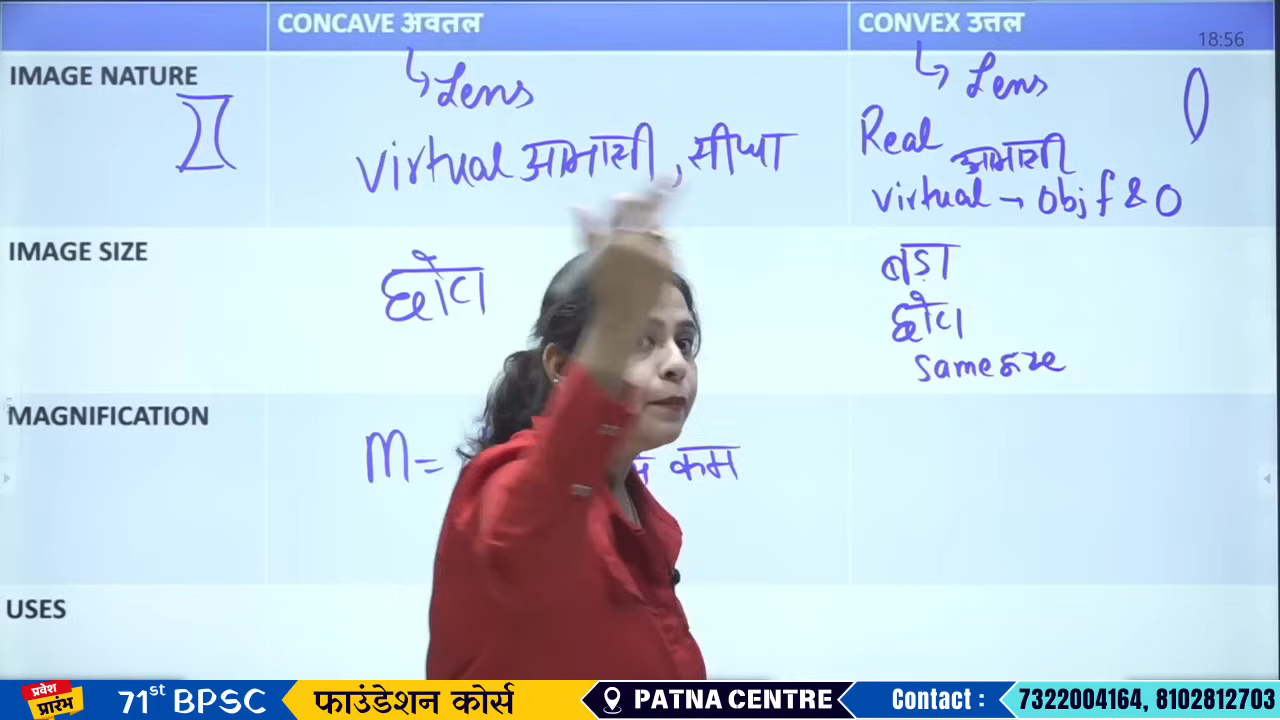 CONCAVE अवतल
CONVEX उत्तल
18:56
IMAGE NATURE
Lens
Lens
virtual आभासी, सीधा
Real
आभासी
virtual → Obj f & O
IMAGE SIZE
छोटा
बड़ा
छोटा
same size
MAGNIFICATION
M=
कम
USES
प्रवेश
प्रारंभ
71st BPSC
फाउंडेशन कोर्स
PATNA CENTRE
Contact :
7322004164, 8102812703